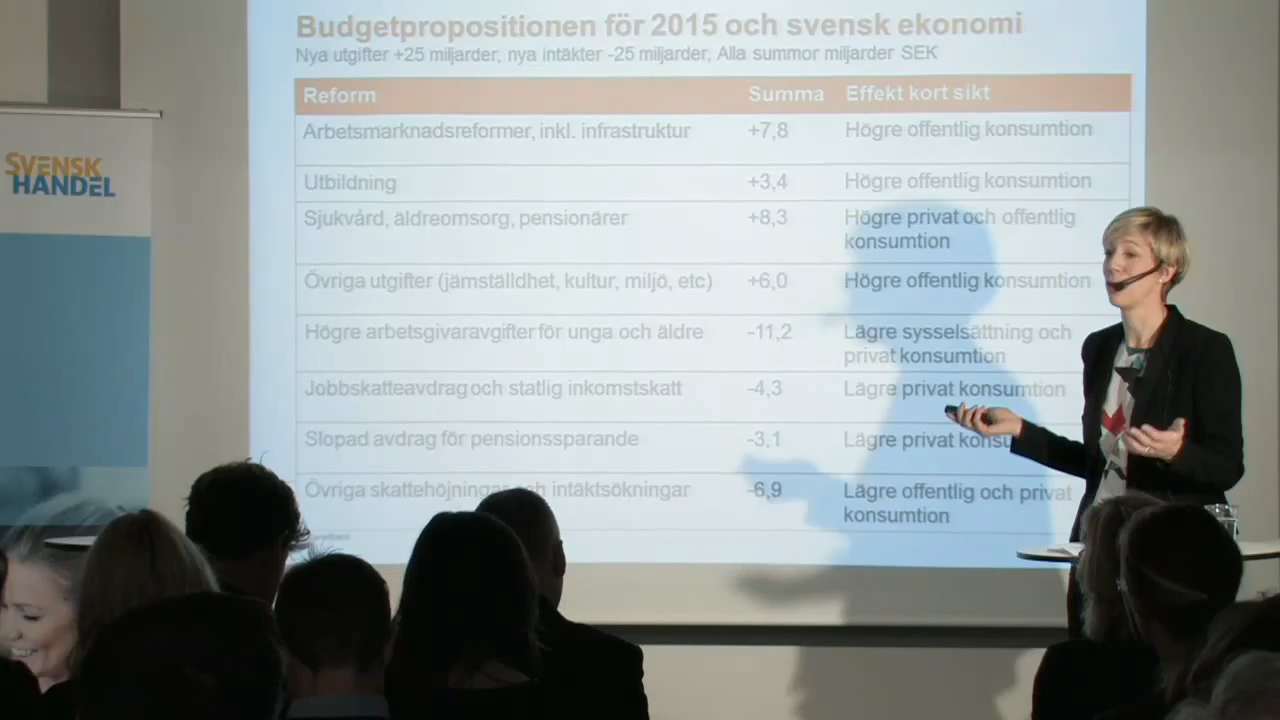 Budgetpropositionen för 2015 och svensk ekonomi
Nya utgifter +25 miljarder, nya intäkter -25 miljarder, Alla summor miljarder SEK
Reform Summa Effekt kort sikt
Arbetsmarknadsreformer, inkl. infrastruktur +7,8 Högre offentlig konsumtion
Utbildning +3,4 Högre offentlig konsumtion
Sjukvård, äldreomsorg, pensionärer +8,3 Högre privat och offentlig
konsumtion
Övriga utgifter (jämställdhet, kultur, miljö, etc) +6,0 Högre offentlig konsumtion
Högre arbetsgivaravgifter för unga och äldre -11,2 Lägre sysselsättning och
privat konsumtion
Jobbskatteavdrag och statlig inkomstskatt -4,3 Lägre privat konsumtion
Slopad avdrag för pensionssparande -3,1 Lägre privat konsu
Övriga skattehöjningar och intäktsökningar -6,9 Lägre offentlig och privat
konsumtion
SVENSK
HANDEL